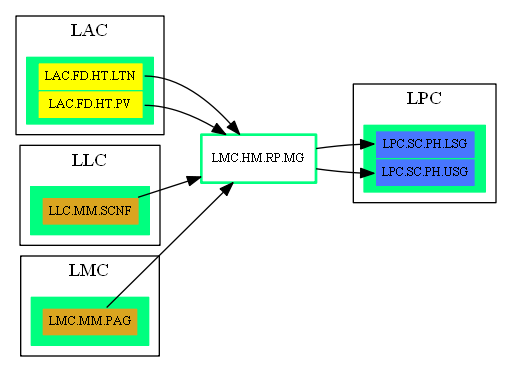 LAC
LAC.FD.HT.LTN
LAC.FD.HT.PV
LLC
LLC.MM.SCNF
LMC
LMC.MM.PAG
LMC.HM.RP.MG
LPC
LPC.SC.PH.LSG
LPC.SC.PH.USG